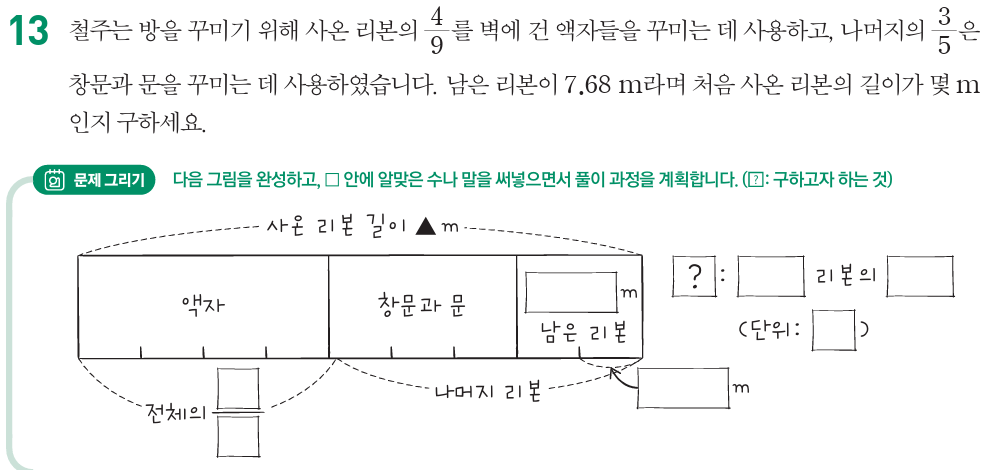 13 철주는 방을 꾸미기 위해 사온 리본의 4/9를 벽에 건 액자들을 꾸미는 데 사용하고, 나머지의 3/5은
창문과 문을 꾸미는 데 사용하였습니다. 남은 리본이 7.68 m라며 처음 사온 리본의 길이가 몇 m
인지 구하세요.
문제 그리기 다음 그림을 완성하고, □ 안에 알맞은 수나 말을 써넣으면서 풀이 과정을 계획합니다. (?: 구하고자 하는 것)
사온 리본 길이 ▲ m
액자 창문과 문 □ m
남은 리본
? : □ 리본의 □
(단위: □)
전체의 □/□
나머지 리본
□ m